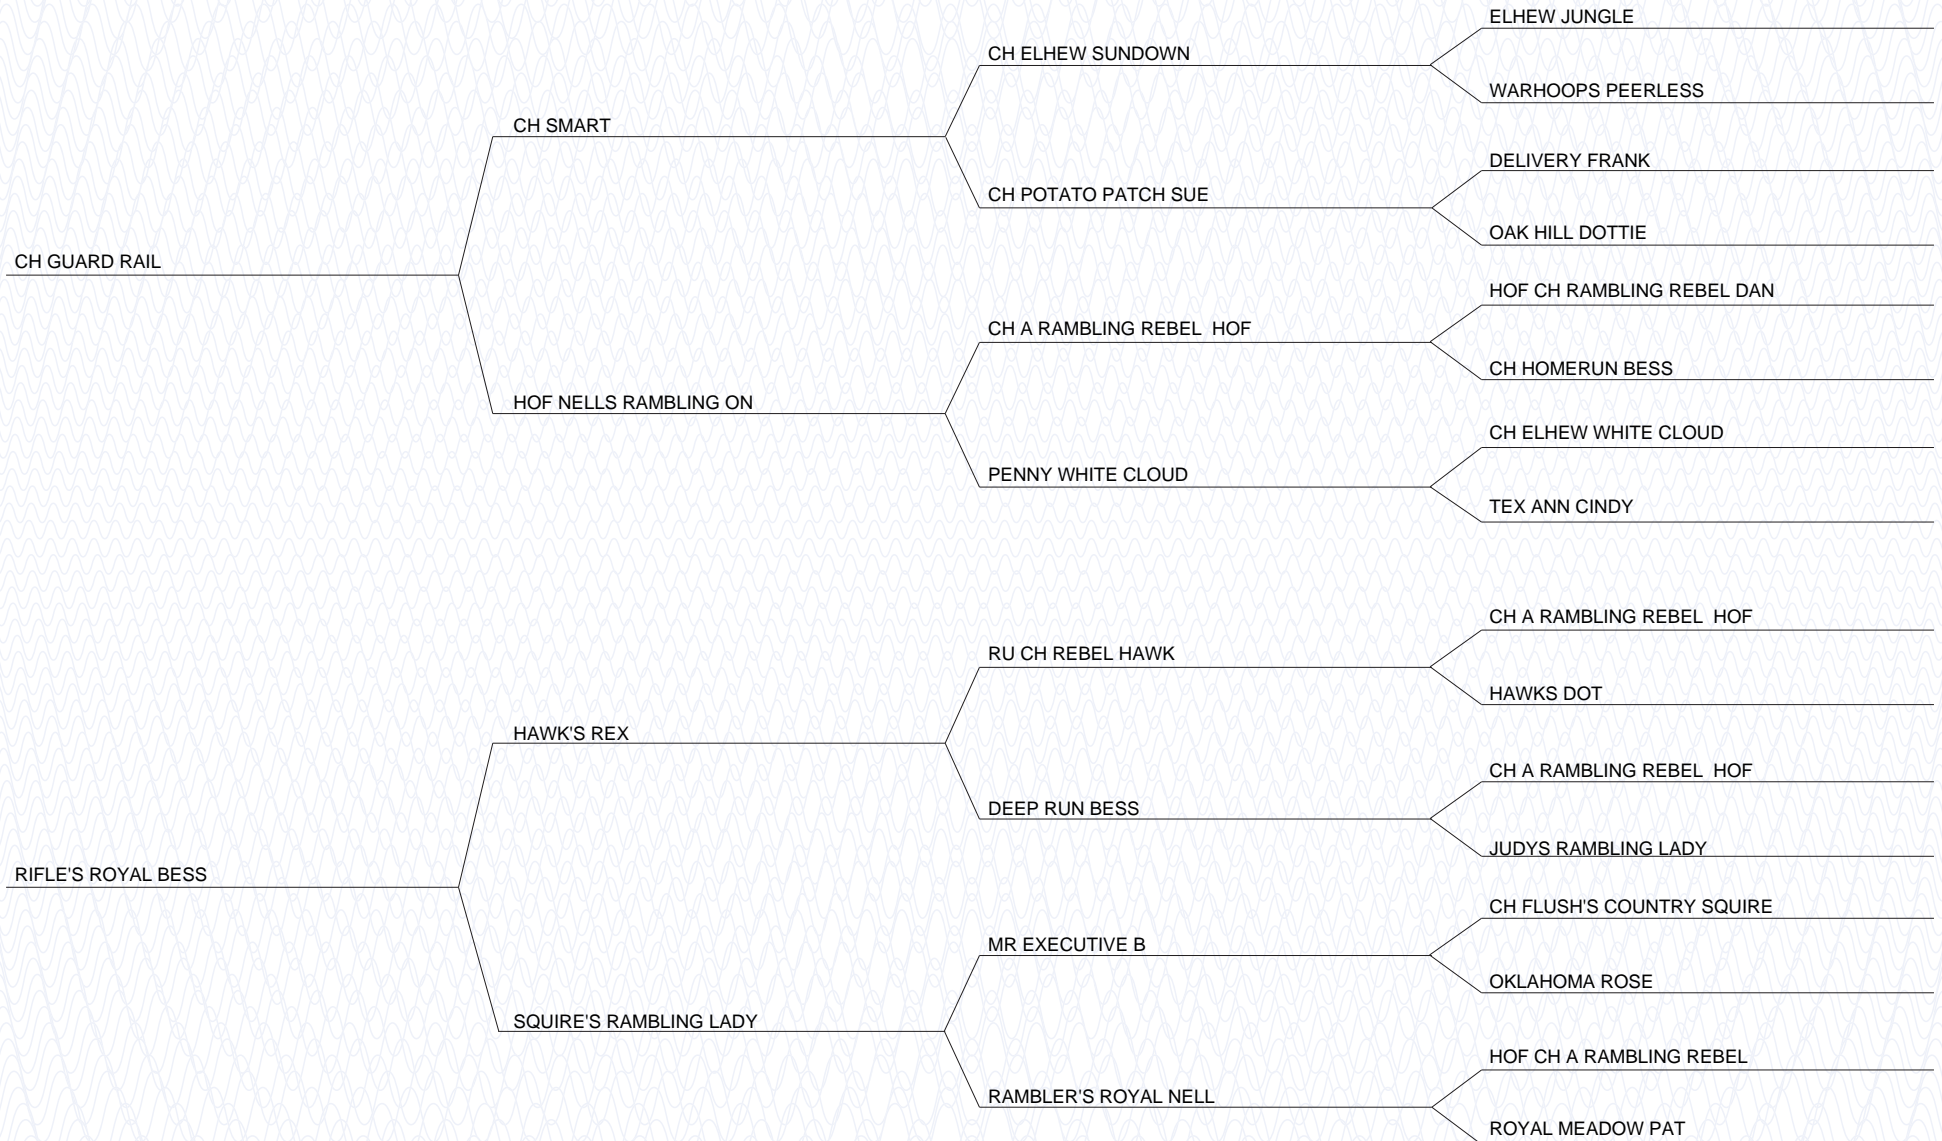 ELHEW JUNGLE
CH ELHEW SUNDOWN
WARHOOPS PEERLESS
CH SMART
DELIVERY FRANK
CH POTATO PATCH SUE
OAK HILL DOTTIE
CH GUARD RAIL
HOF CH RAMBLING REBEL DAN
CH A RAMBLING REBEL  HOF
CH HOMERUN BESS
HOF NELLS RAMBLING ON
CH ELHEW WHITE CLOUD
PENNY WHITE CLOUD
TEX ANN CINDY
CH A RAMBLING REBEL  HOF
RU CH REBEL HAWK
HAWKS DOT
HAWK'S REX
CH A RAMBLING REBEL  HOF
DEEP RUN BESS
JUDYS RAMBLING LADY
RIFLE'S ROYAL BESS
CH FLUSH'S COUNTRY SQUIRE
MR EXECUTIVE B
OKLAHOMA ROSE
SQUIRE'S RAMBLING LADY
HOF CH A RAMBLING REBEL
RAMBLER'S ROYAL NELL
ROYAL MEADOW PAT